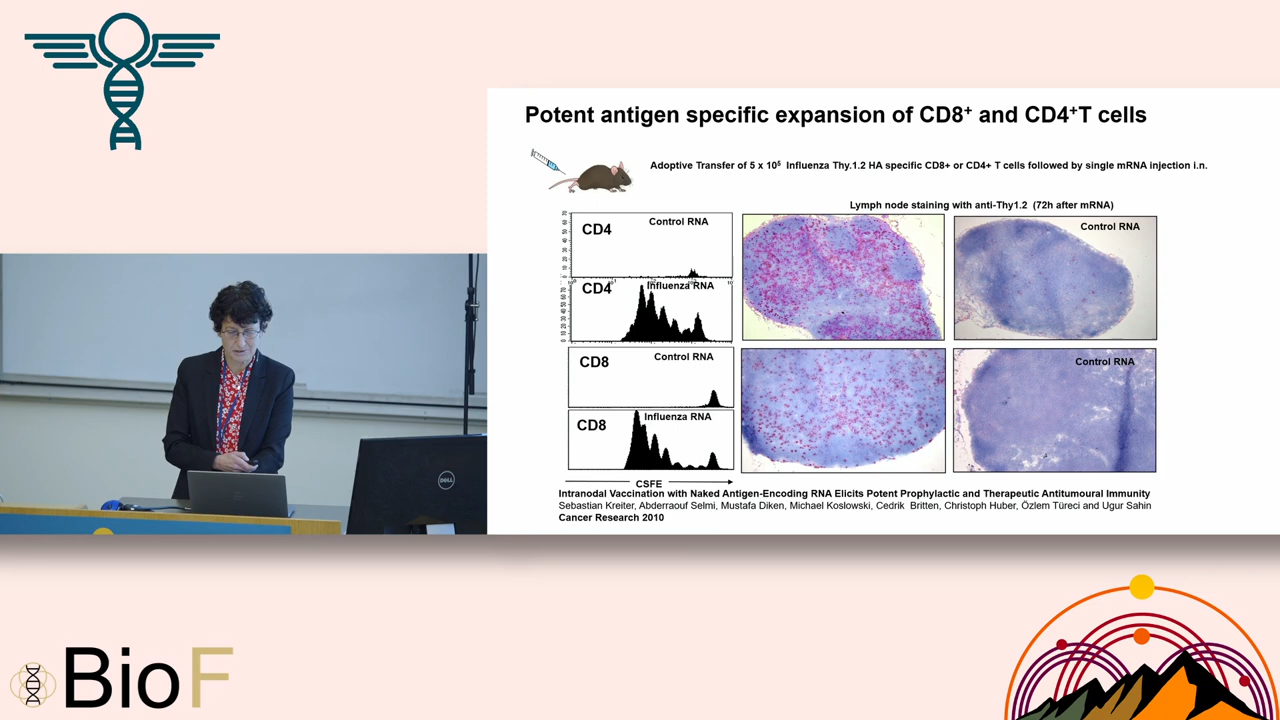 Potent antigen specific expansion of CD8+ and CD4+T cells
Adoptive Transfer of 5 x 10⁵ Influenza Thy.1.2 HA specific CD8+ or CD4+ T cells followed by single mRNA injection i.n.
Lymph node staining with anti-Thy1.2 (72h after mRNA)
CD4
Control RNA
Control RNA
CD4
Influenza RNA
CD8
Control RNA
Control RNA
CD8
Influenza RNA
CSFE
Intranodal Vaccination with Naked Antigen-Encoding RNA Elicits Potent Prophylactic and Therapeutic Antitumoural Immunity
Sebastian Kreiter, Abderraouf Selmi, Mustafa Diken, Michael Koslowski, Cedrik Britten, Christoph Huber, Özlem Türeci and Ugur Sahin
Cancer Research 2010
DELL
BioF